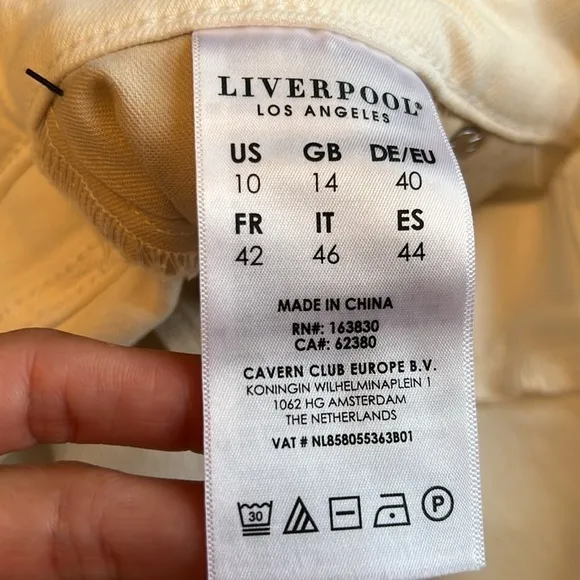 LIVERPOOL®
LOS ANGELES
US GB DE/EU
10 14 40
FR IT ES
42 46 44
MADE IN CHINA
RN#: 163830
CA#: 62380
CAVERN CLUB EUROPE B.V.
KONINGIN WILHELMINAPLEIN 1
1062 HG AMSTERDAM
THE NETHERLANDS
VAT # NL858055363B01
30 P